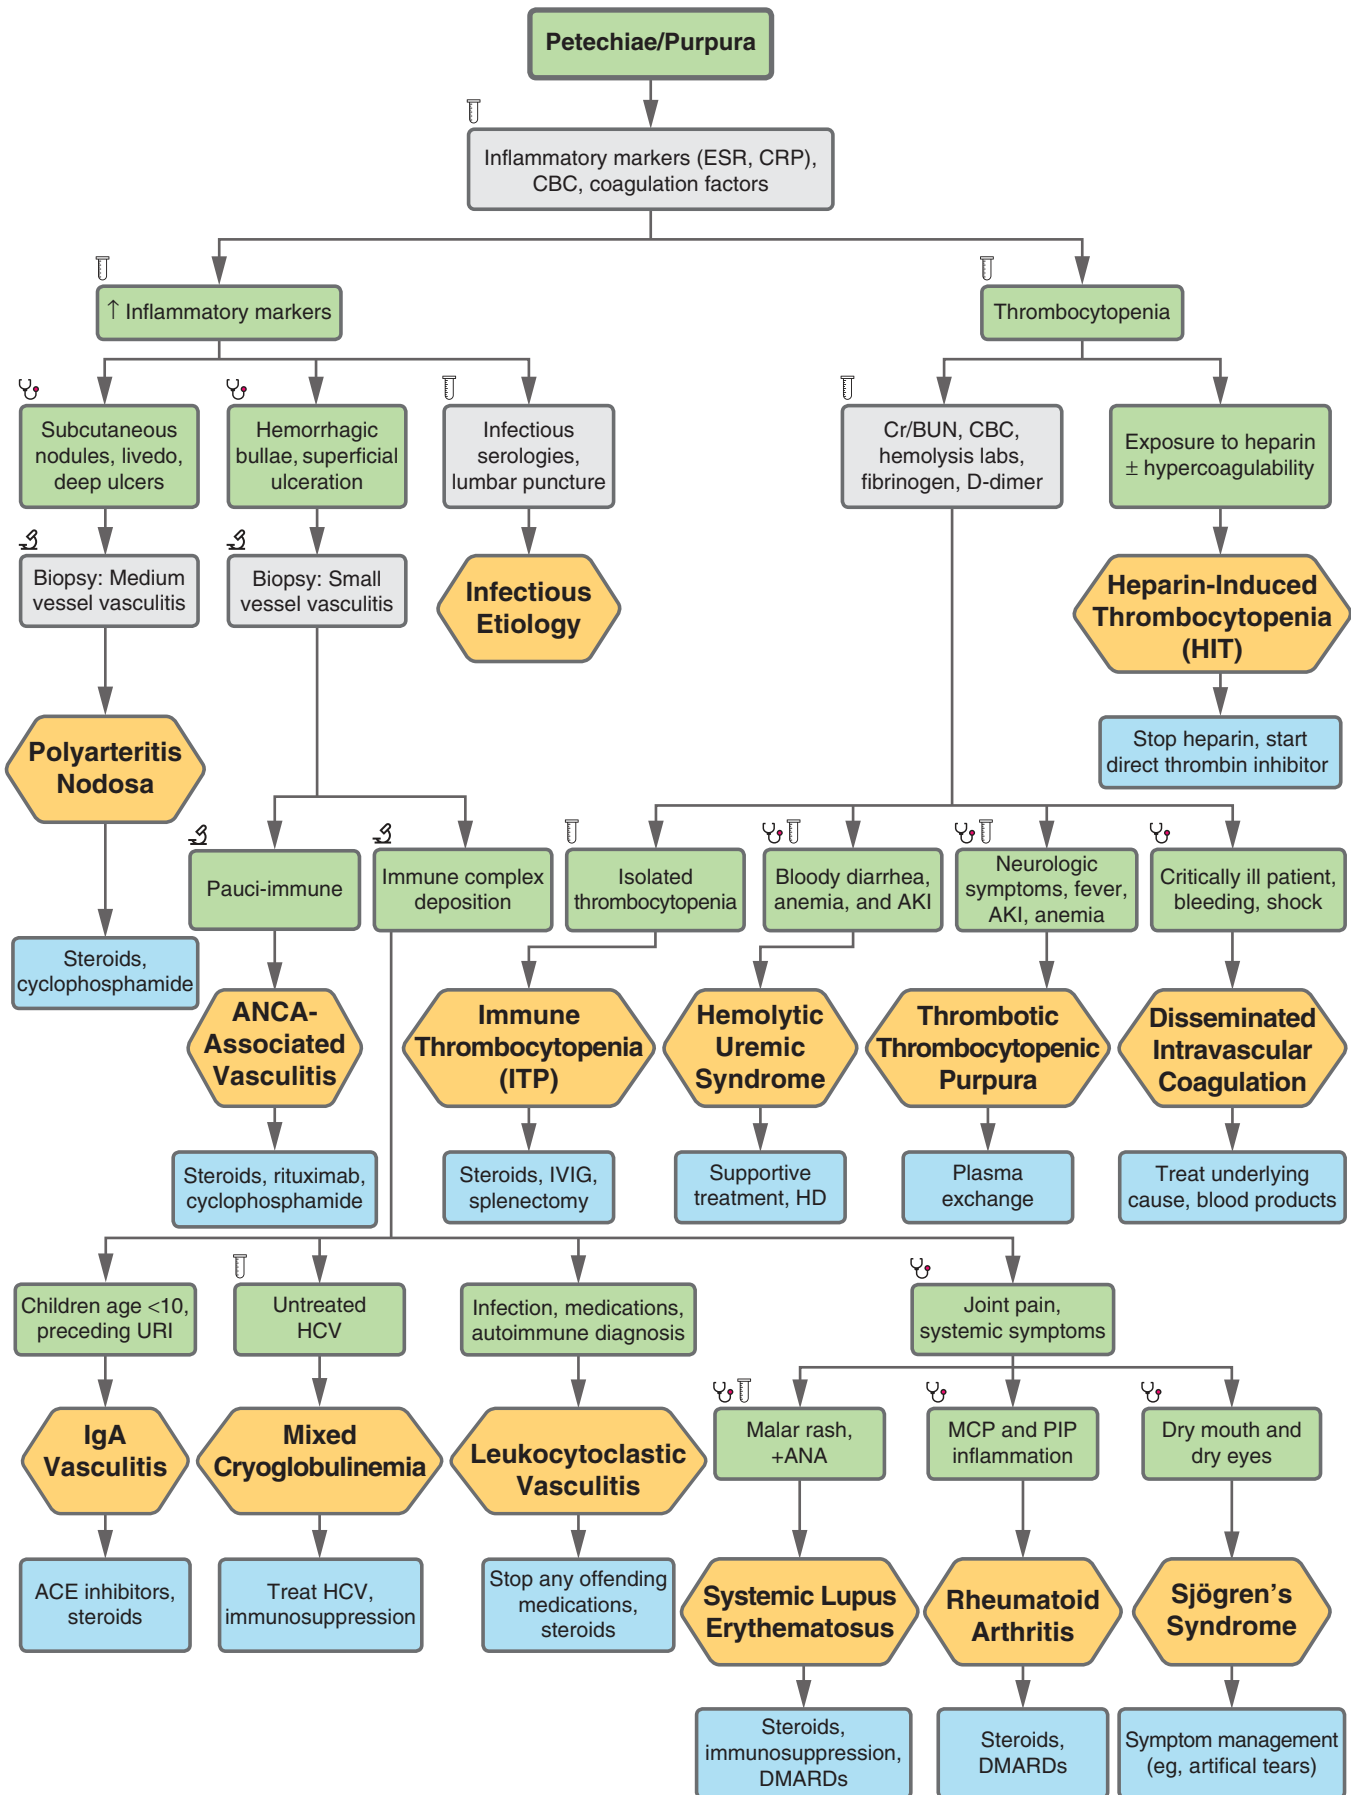 Petechiae/Purpura
Inflammatory markers (ESR, CRP),
CBC, coagulation factors
↑ Inflammatory markers
Thrombocytopenia
Subcutaneous
nodules, livedo,
deep ulcers
Hemorrhagic
bullae, superficial
ulceration
Infectious
serologies,
lumbar puncture
Cr/BUN, CBC,
hemolysis labs,
fibrinogen, D-dimer
Exposure to heparin
± hypercoagulability
Biopsy: Medium
vessel vasculitis
Biopsy: Small
vessel vasculitis
Infectious
Etiology
Heparin-Induced
Thrombocytopenia
(HIT)
Polyarteritis
Nodosa
Stop heparin, start
direct thrombin inhibitor
Pauci-immune
Immune complex
deposition
Isolated
thrombocytopenia
Bloody diarrhea,
anemia, and AKI
Neurologic
symptoms, fever,
AKI, anemia
Critically ill patient,
bleeding, shock
Steroids,
cyclophosphamide
ANCA-
Associated
Vasculitis
Immune
Thrombocytopenia
(ITP)
Hemolytic
Uremic
Syndrome
Thrombotic
Thrombocytopenic
Purpura
Disseminated
Intravascular
Coagulation
Steroids, rituximab,
cyclophosphamide
Steroids, IVIG,
splenectomy
Supportive
treatment, HD
Plasma
exchange
Treat underlying
cause, blood products
Children age <10,
preceding URI
Untreated
HCV
Infection, medications,
autoimmune diagnosis
Joint pain,
systemic symptoms
IgA
Vasculitis
Mixed
Cryoglobulinemia
Leukocytoclastic
Vasculitis
Malar rash,
+ANA
MCP and PIP
inflammation
Dry mouth and
dry eyes
ACE inhibitors,
steroids
Treat HCV,
immunosuppression
Stop any offending
medications,
steroids
Systemic Lupus
Erythematosus
Rheumatoid
Arthritis
Sjögren's
Syndrome
Steroids,
immunosuppression,
DMARDs
Steroids,
DMARDs
Symptom management
(eg, artifical tears)